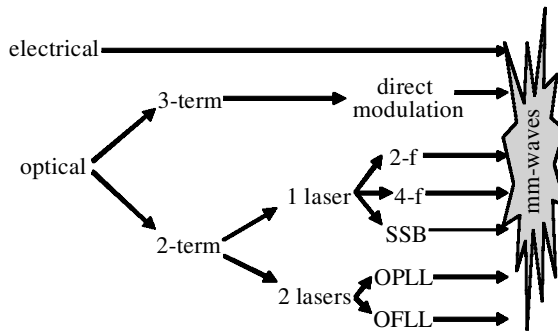 electrical
3-term
direct
modulation
optical
2-f
1 laser
4-f
SSB
2-term
OPLL
2 lasers
OFLL
mm-waves